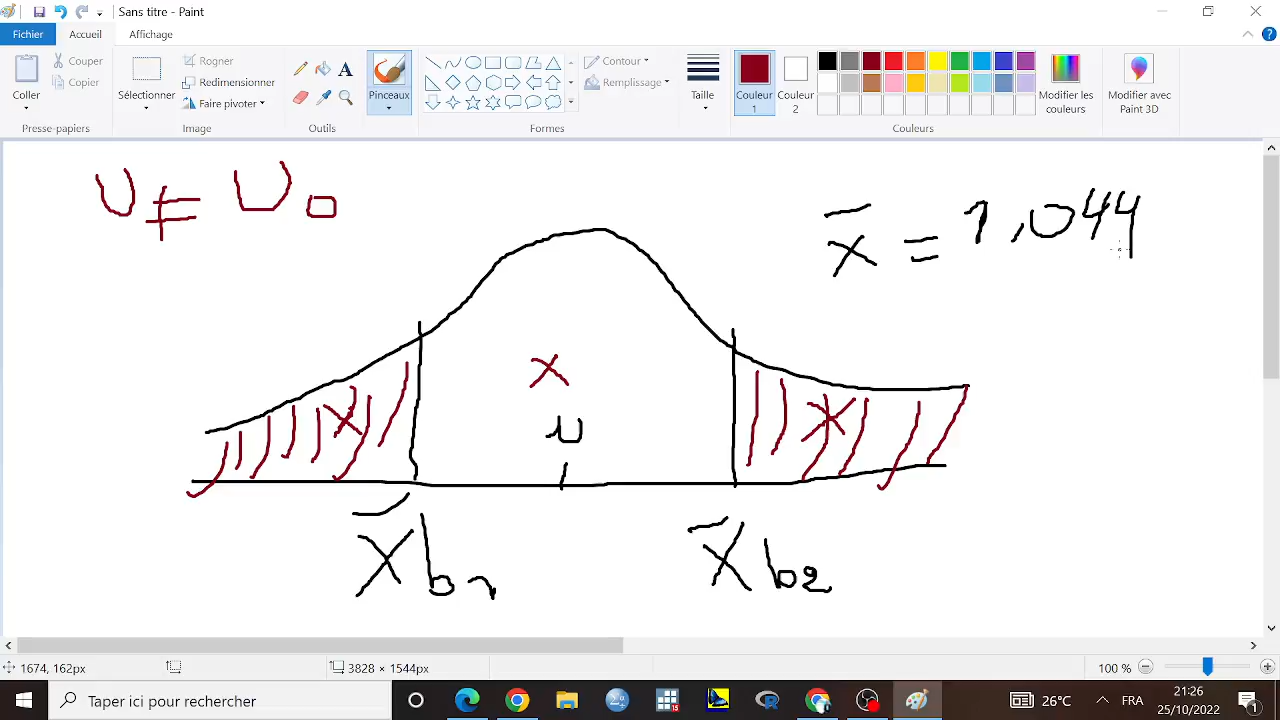 Sans titre - Paint
Fichier Accueil Affichage
Coller
Couper
Copier
Presse-papiers
Sélectionner
Rogner
Redimensionner
Faire pivoter
Image
A
Outils
Pinceaux
Contour
Remplissage
Formes
Taille
Couleur 1
Couleur 2
Couleurs
Modifier les couleurs
Modifier avec Paint 3D
U ≠ U0
x̄ = 1,044
x
u
X̄b1
X̄b2
1674, 162px
3828 × 1544px
100 %
Taper ici pour rechercher
R
26°C
FRA
21:26
25/10/2022